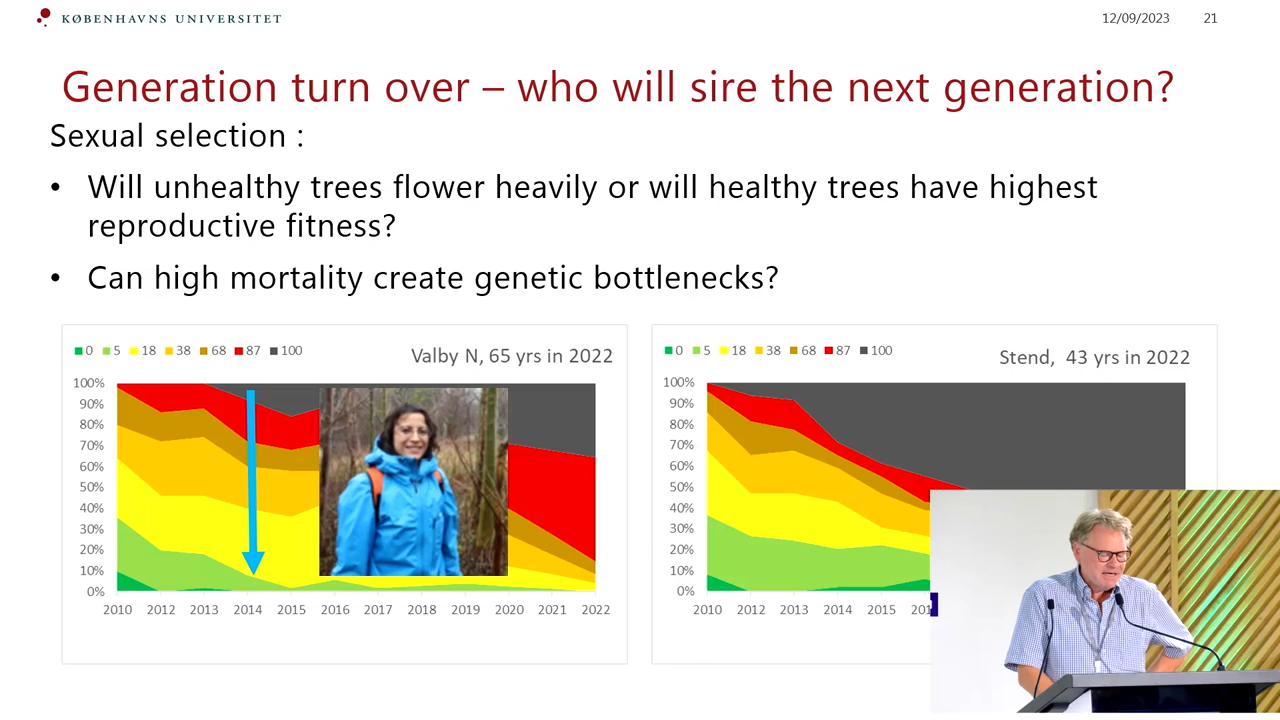 KØBENHAVNS UNIVERSITET
12/09/2023 21
Generation turn over – who will sire the next generation?
Sexual selection :
• Will unhealthy trees flower heavily or will healthy trees have highest
reproductive fitness?
• Can high mortality create genetic bottlenecks?
0 5 18 38 68 87 100
Valby N, 65 yrs in 2022
100%
90%
80%
70%
60%
50%
40%
30%
20%
10%
0%
2010 2012 2013 2014 2015 2016 2017 2018 2019 2020 2021 2022
0 5 18 38 68 87 100
Stend, 43 yrs in 2022
100%
90%
80%
70%
60%
50%
40%
30%
20%
10%
0%
2010 2012 2013 2014 2015